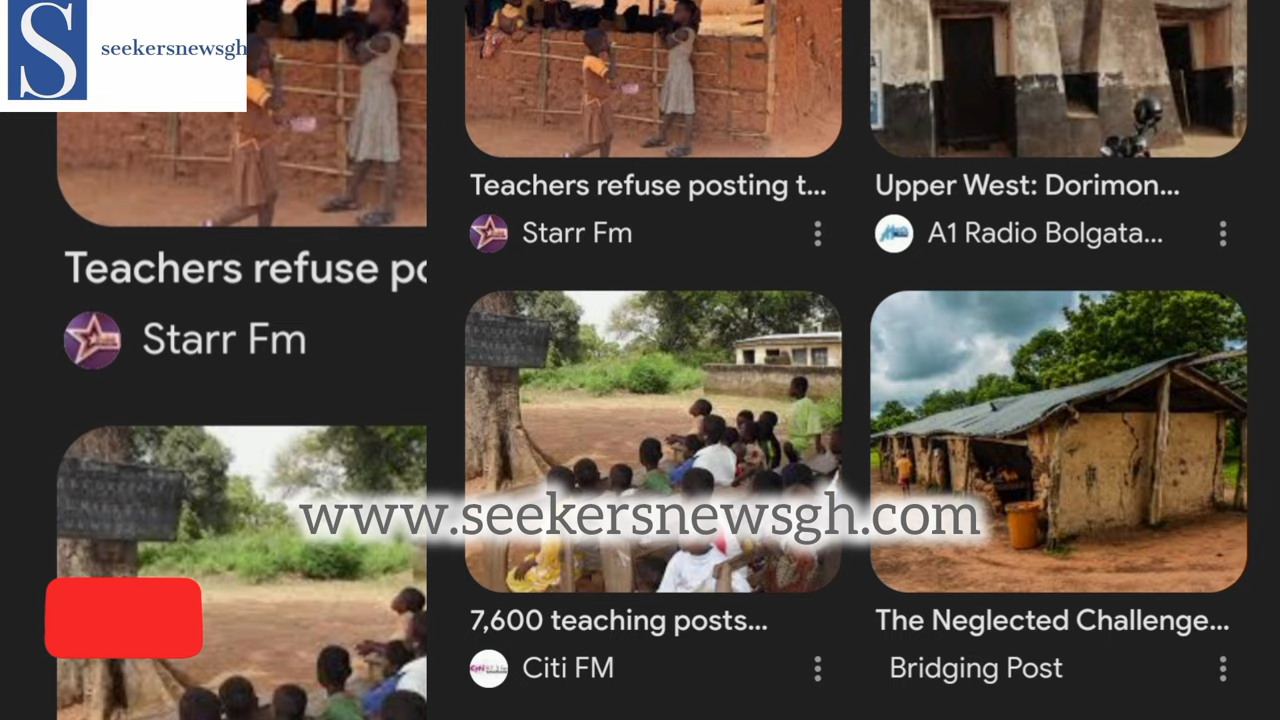 S seekersnewsgh
Teachers refuse po
Starr Fm
Teachers refuse posting t...
Starr Fm
Upper West: Dorimon...
A1 Radio Bolgata...
www.seekersnewsgh.com
7,600 teaching posts...
Citi FM
The Neglected Challenge...
Bridging Post